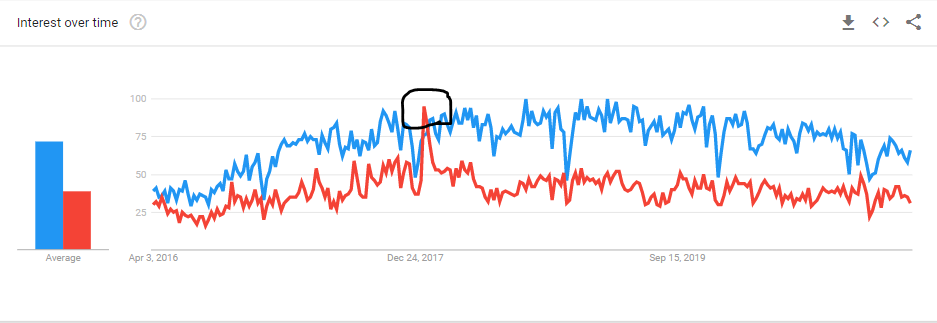 Interest over time
100
75
50
25
Average
Apr 3, 2016
Dec 24, 2017
Sep 15, 2019